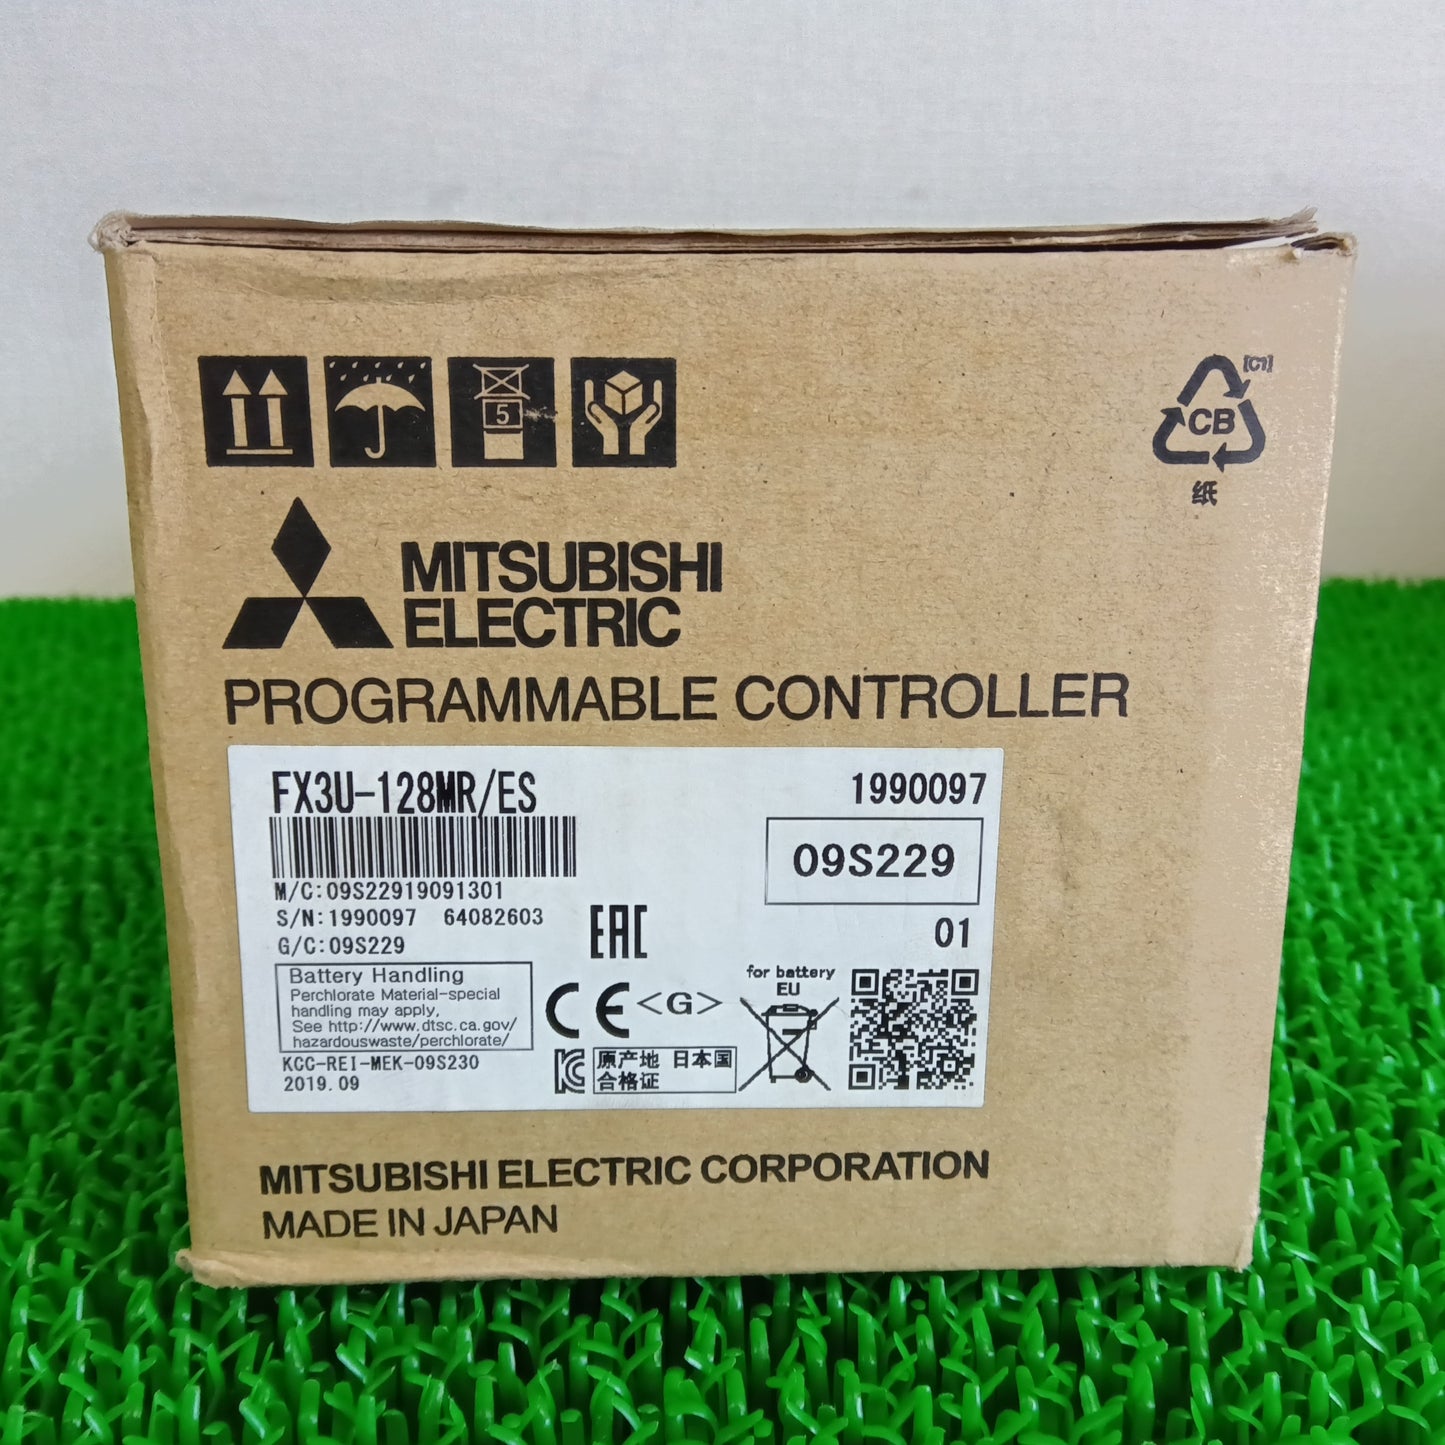 5
[C1]
CB
纸
MITSUBISHI
ELECTRIC
PROGRAMMABLE CONTROLLER
FX3U-128MR/ES
1990097
09S229
M/C:09S22919091301
S/N:1990097 64082603
G/C:09S229
01
EAC
Battery Handling
Perchlorate Material-special
handling may apply,
See http://www.dtsc.ca.gov/
hazardouswaste/perchlorate/
KCC-REI-MEK-09S230
2019.09
CE
<G>
for battery
EU
原产地 日本国
合格证
MITSUBISHI ELECTRIC CORPORATION
MADE IN JAPAN